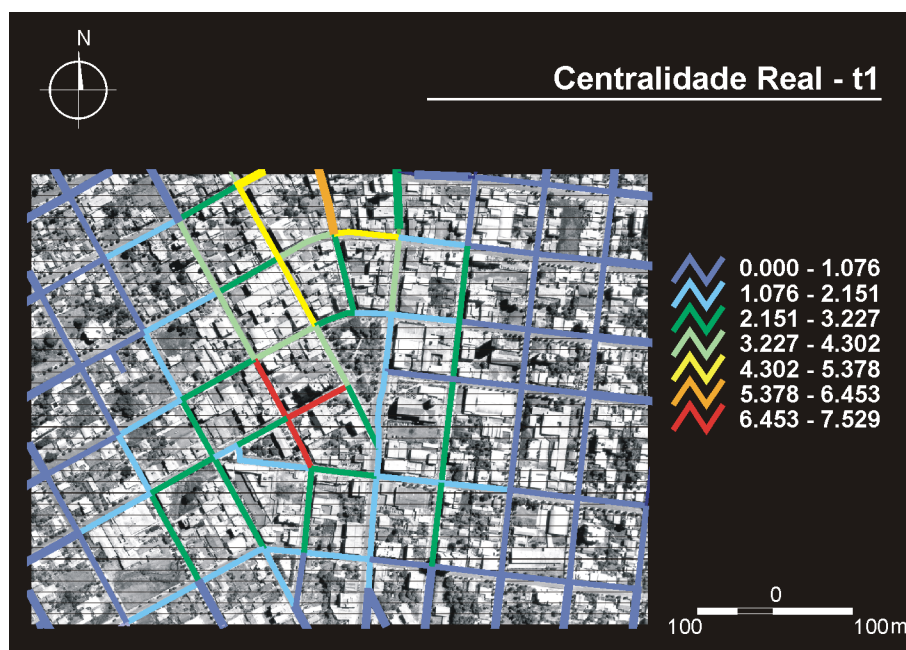 N
Centralidade Real - t1
0.000 - 1.076
1.076 - 2.151
2.151 - 3.227
3.227 - 4.302
4.302 - 5.378
5.378 - 6.453
6.453 - 7.529
0
100 100m